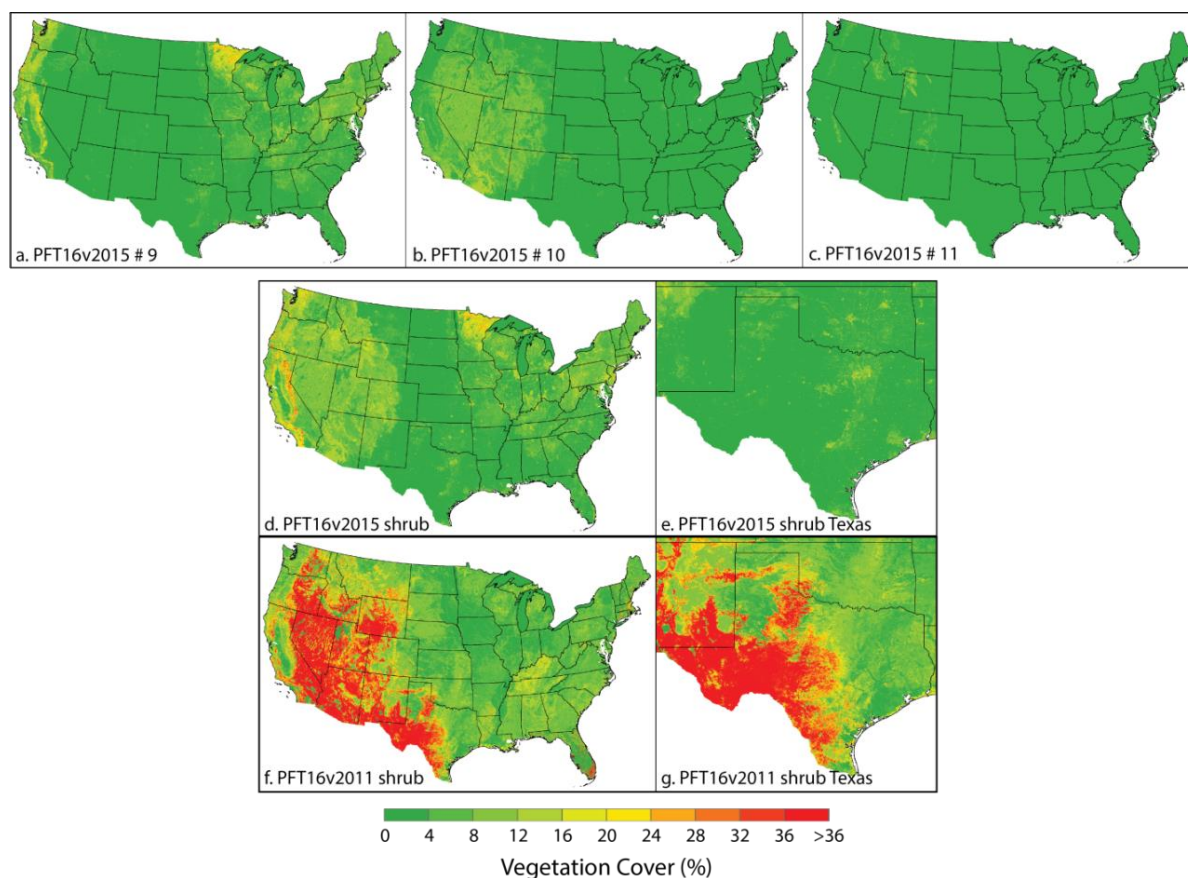 a. PFT16v2015 # 9
b. PFT16v2015 # 10
c. PFT16v2015 # 11
d. PFT16v2015 shrub
e. PFT16v2015 shrub Texas
f. PFT16v2011 shrub
g. PFT16v2011 shrub Texas
0 4 8 12 16 20 24 28 32 36 >36
Vegetation Cover (%)